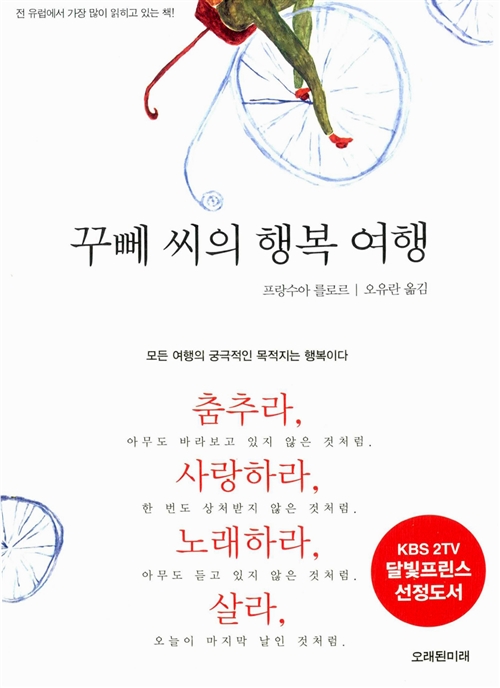 전 유럽에서 가장 많이 읽히고 있는 책!
꾸뻬 씨의 행복 여행
프랑수아 를로르 | 오유란 옮김
모든 여행의 궁극적인 목적지는 행복이다
춤추라,
아무도 바라보고 있지 않은 것처럼.
사랑하라,
한 번도 상처받지 않은 것처럼.
노래하라,
아무도 듣고 있지 않은 것처럼.
살라,
오늘이 마지막 날인 것처럼.
KBS 2TV
달빛프린스
선정도서
오래된미래